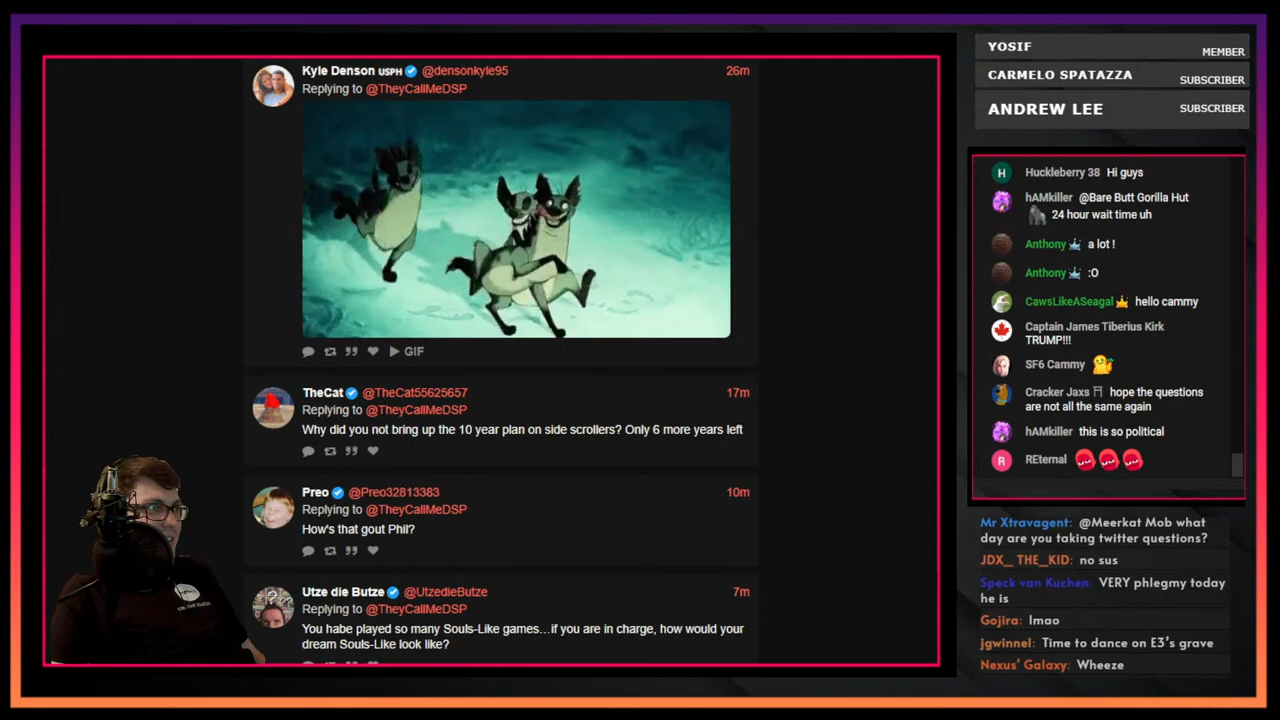 Kyle Denson USPH @densonkyle95 26m
Replying to @TheyCallMeDSP
GIF
TheCat @TheCat55625657 17m
Replying to @TheyCallMeDSP
Why did you not bring up the 10 year plan on side scrollers? Only 6 more years left
Preo @Preo32813383 10m
Replying to @TheyCallMeDSP
How's that gout Phil?
Utze die Butze @UtzedieButze 7m
Replying to @TheyCallMeDSP
You habe played so many Souls-Like games...if you are in charge, how would your
dream Souls-Like look like?
YOSIF MEMBER
CARMELO SPATAZZA SUBSCRIBER
ANDREW LEE SUBSCRIBER
H Huckleberry 38 Hi guys
hAMkiller @Bare Butt Gorilla Hut
24 hour wait time uh
Anthony a lot !
Anthony :O
CawsLikeASeagal hello cammy
Captain James Tiberius Kirk
TRUMP!!!
SF6 Cammy
Cracker Jaxs hope the questions
are not all the same again
hAMkiller this is so political
R REternal
Mr Xtravagent: @Meerkat Mob what
day are you taking twitter questions?
JDX_ THE_KID: no sus
Speck van Kuchen: VERY phlegmy today
he is
Gojira: lmao
jgwinnel: Time to dance on E3's grave
Nexus' Galaxy: Wheeze